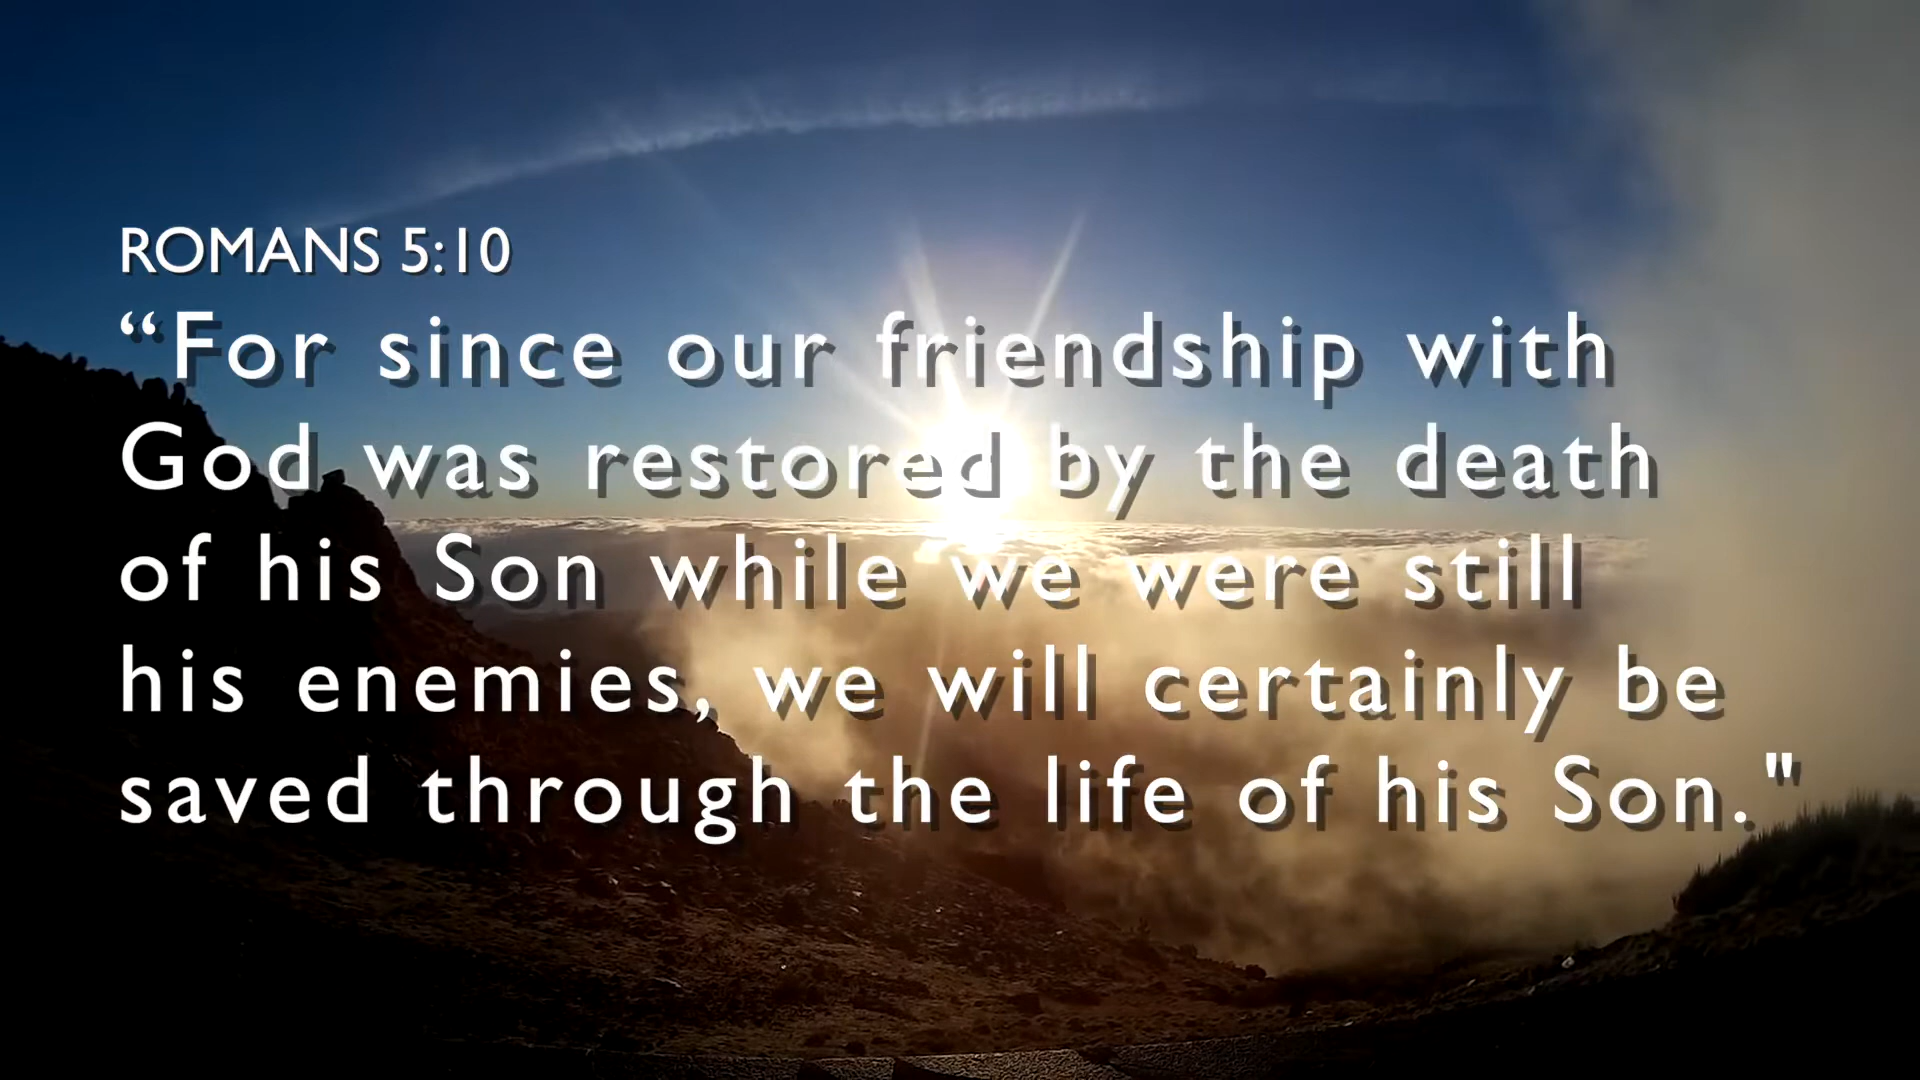 ROMANS 5:10
“For since our friendship with
God was restored by the death
of his Son while we were still
his enemies, we will certainly be
saved through the life of his Son."